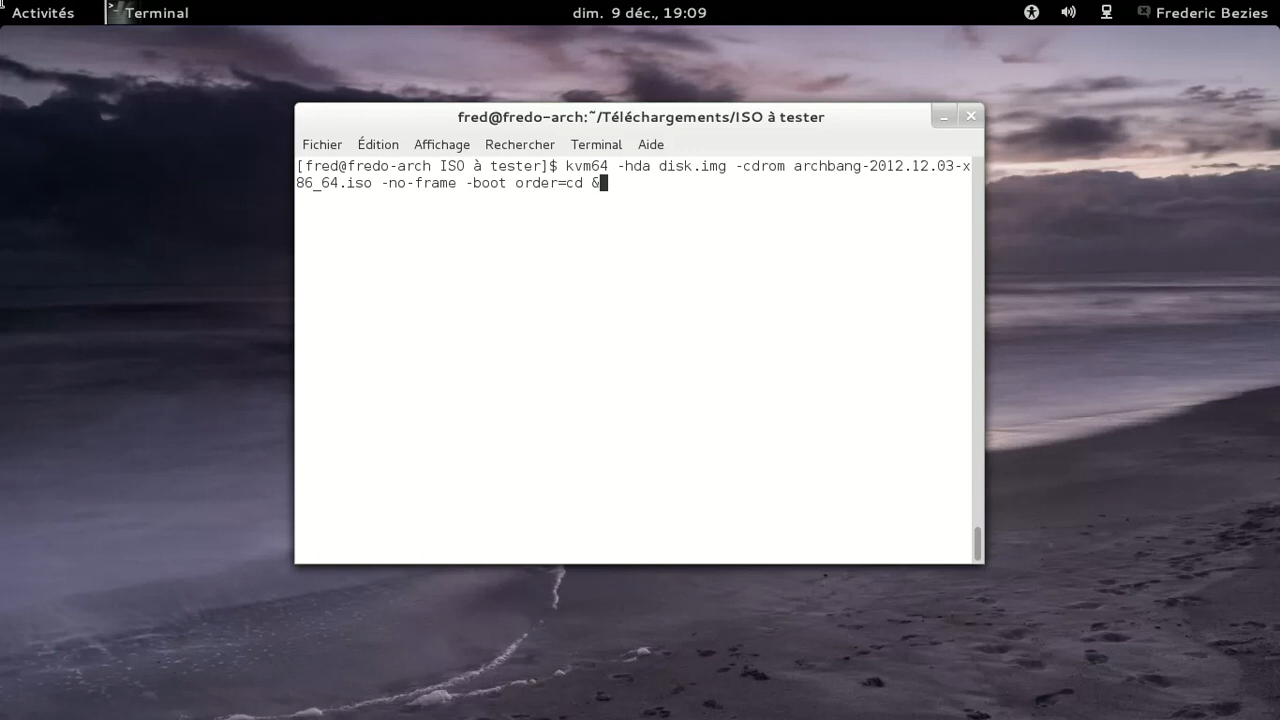 Activités
Terminal
dim. 9 déc., 19:09
Frederic Bezies
fred@fredo-arch:~/Téléchargements/ISO à tester
Fichier Édition Affichage Rechercher Terminal Aide
[fred@fredo-arch ISO à tester]$ kvm64 -hda disk.img -cdrom archbang-2012.12.03-x
86_64.iso -no-frame -boot order=cd &